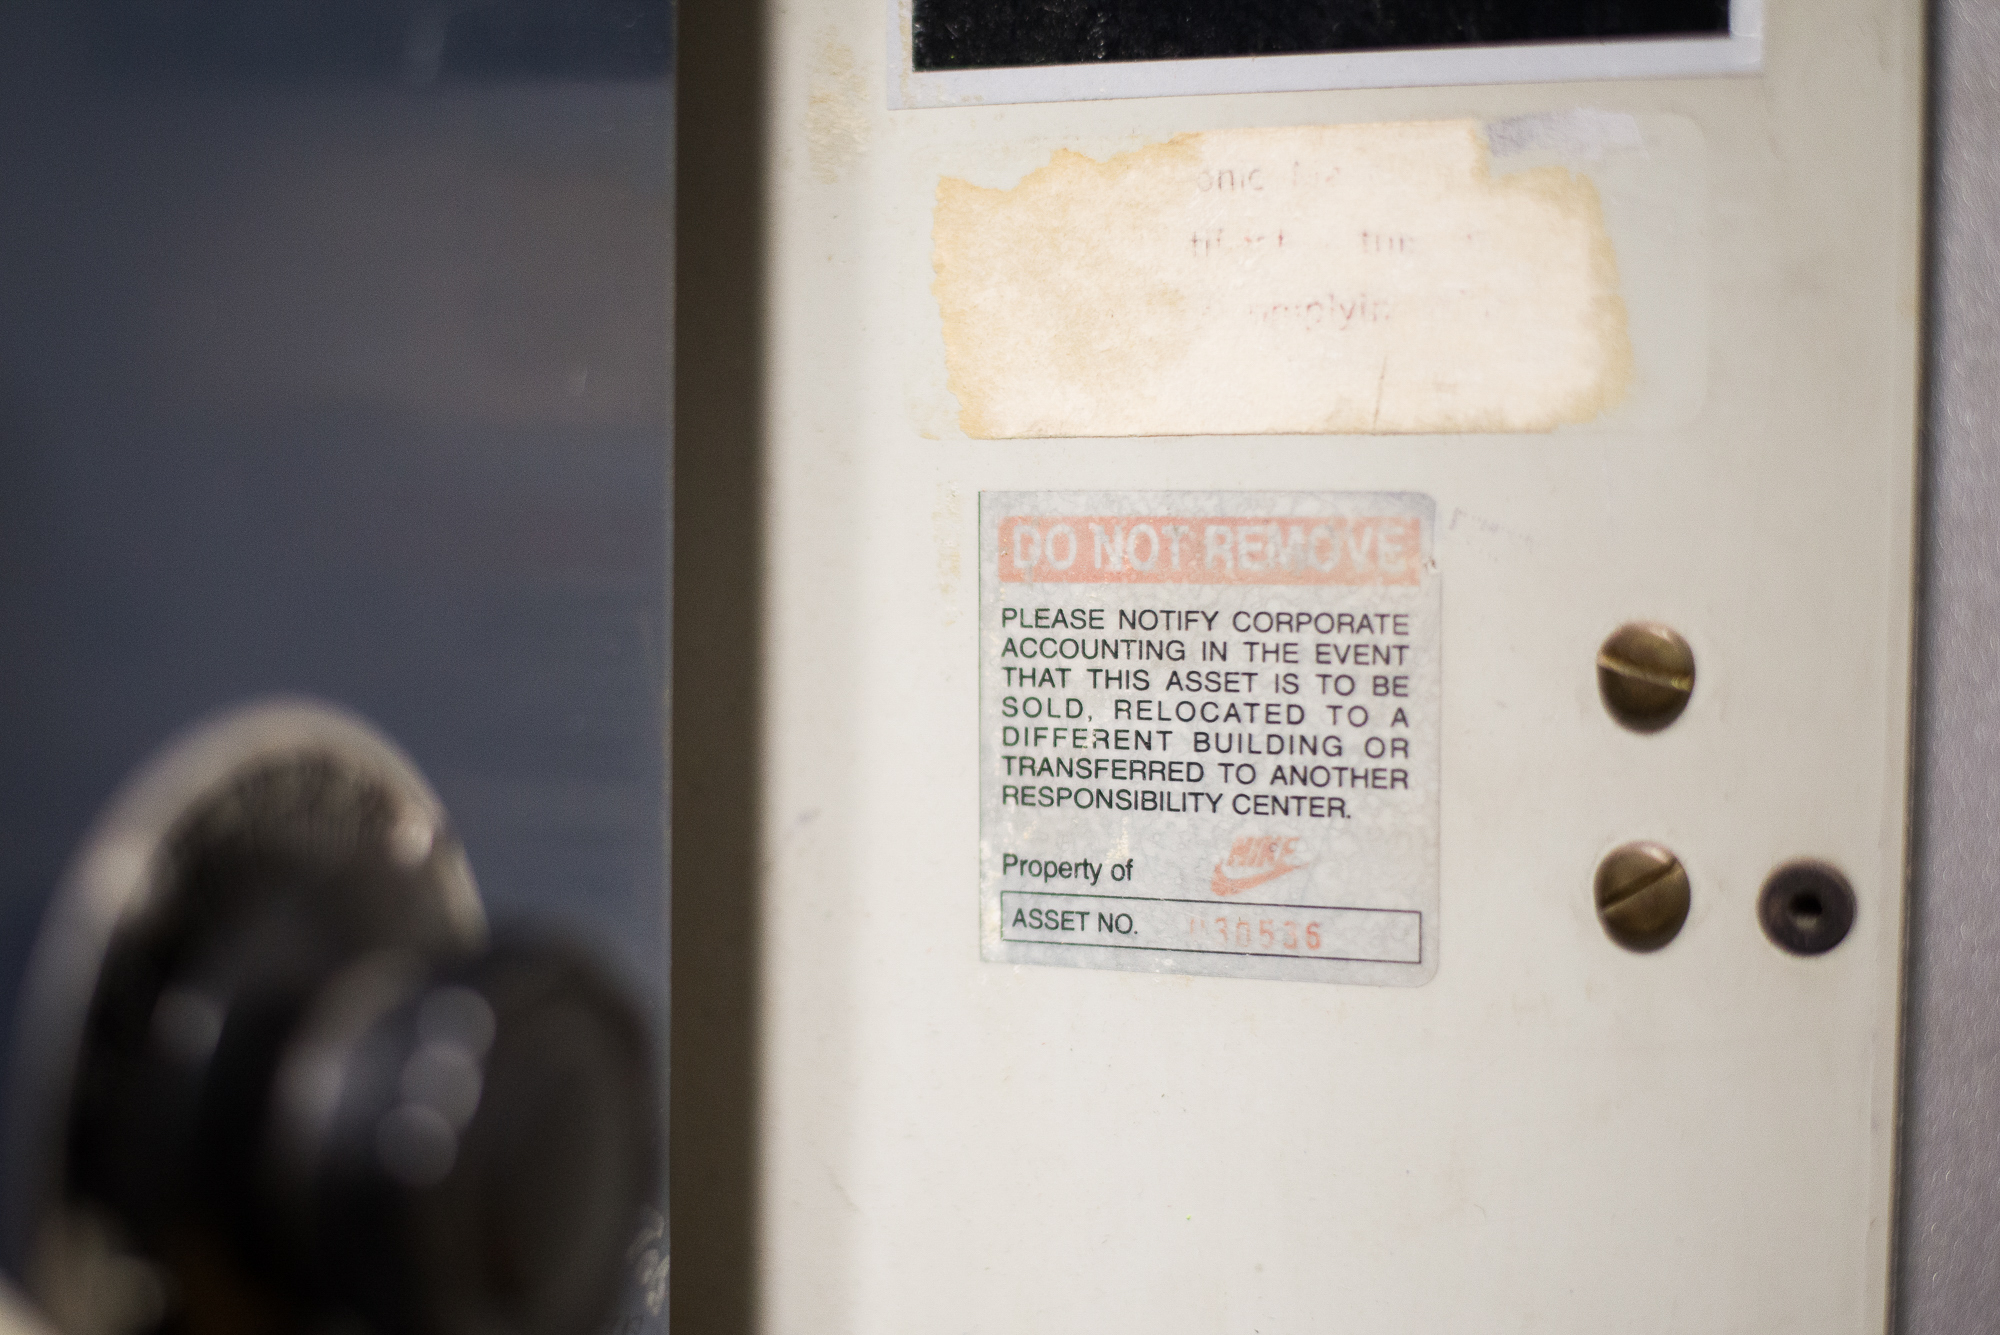 DO NOT REMOVE
PLEASE NOTIFY CORPORATE
ACCOUNTING IN THE EVENT
THAT THIS ASSET IS TO BE
SOLD, RELOCATED TO A
DIFFERENT BUILDING OR
TRANSFERRED TO ANOTHER
RESPONSIBILITY CENTER.
Property of NIKE
ASSET NO.